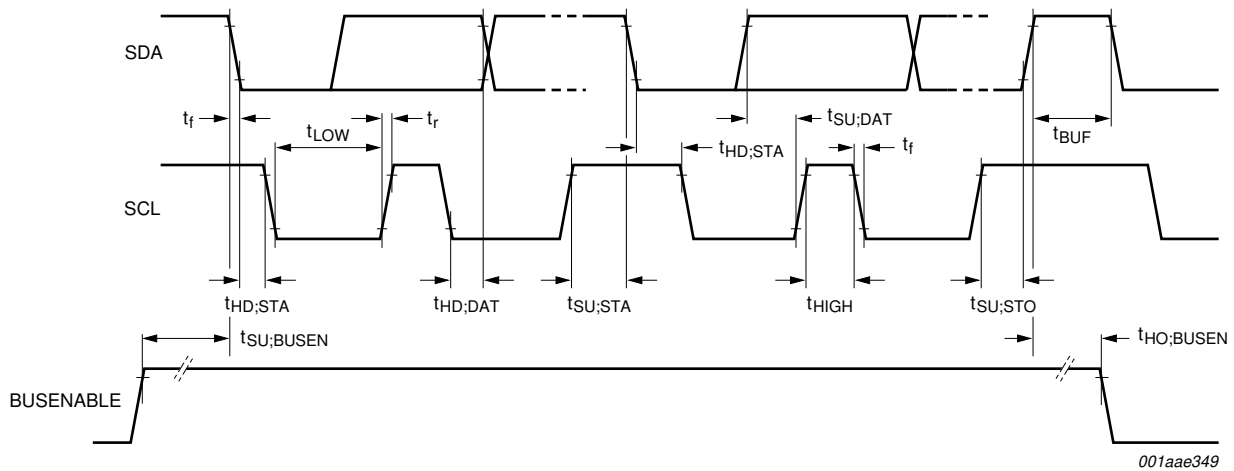 SDA
t_f
t_LOW
t_r
t_SU;DAT
t_HD;STA
t_f
t_BUF
SCL
t_HD;STA
t_HD;DAT
t_SU;STA
t_HIGH
t_SU;STO
t_SU;BUSEN
t_HO;BUSEN
BUSENABLE
001aae349